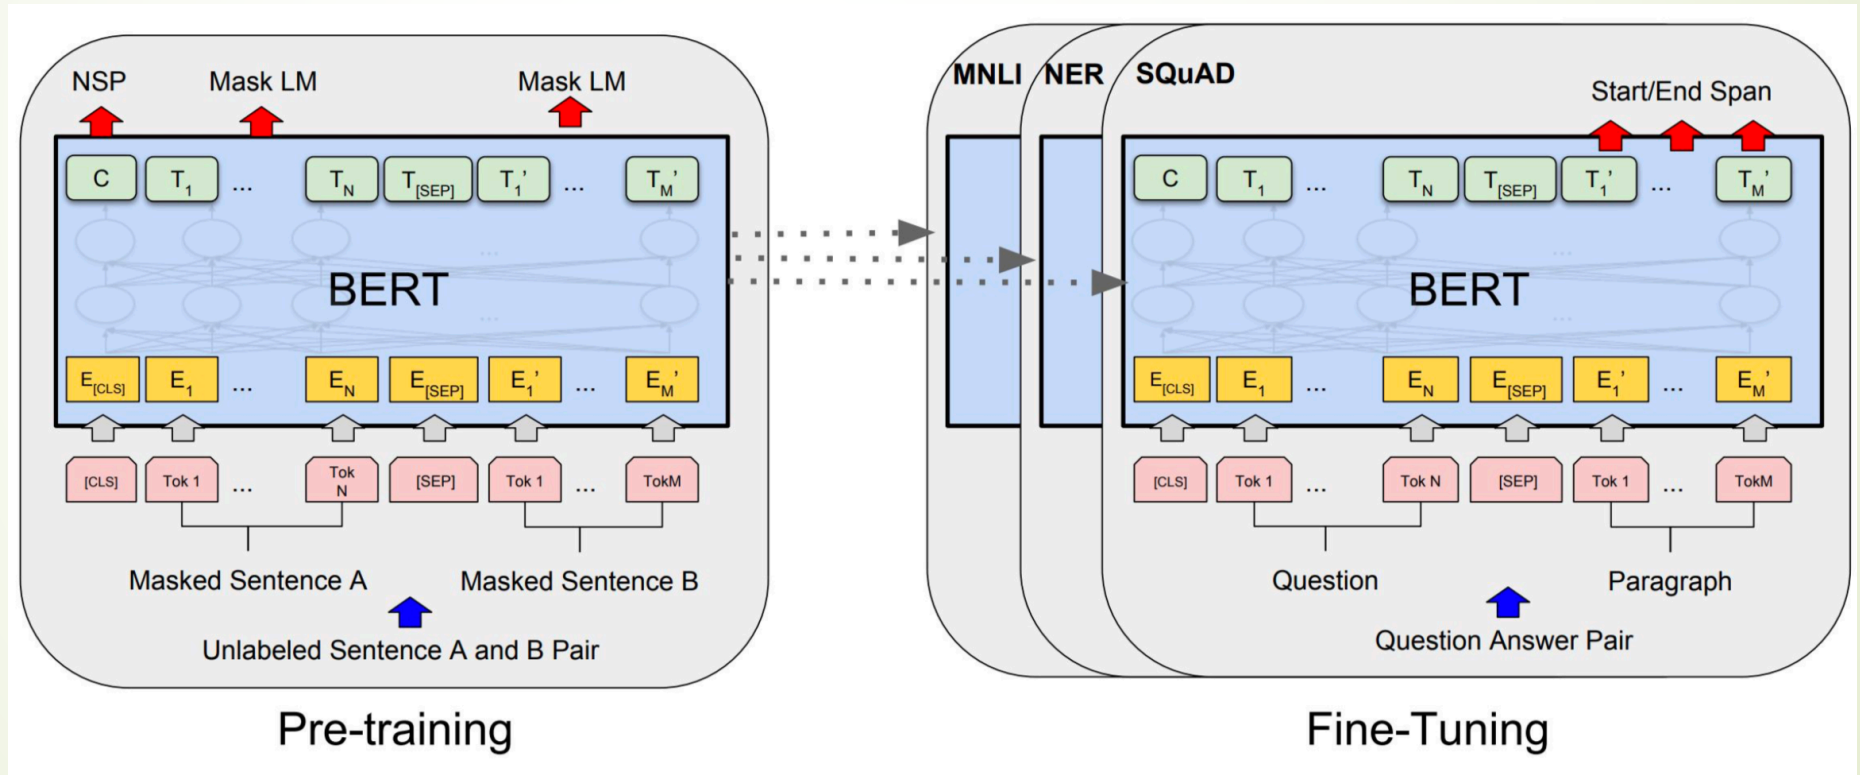 NSP Mask LM Mask LM
C T1 ... TN T[SEP] T1’ ... TM’
...
BERT
...
E[CLS] E1 ... EN E[SEP] E1’ ... EM’
[CLS] Tok 1 ... Tok N [SEP] Tok 1 ... TokM
Masked Sentence A Masked Sentence B
Unlabeled Sentence A and B Pair
Pre-training
MNLI NER SQuAD
Start/End Span
C T1 ... TN T[SEP] T1’ ... TM’
...
BERT
...
E[CLS] E1 ... EN E[SEP] E1’ ... EM’
[CLS] Tok 1 ... Tok N [SEP] Tok 1 ... TokM
Question Paragraph
Question Answer Pair
Fine-Tuning